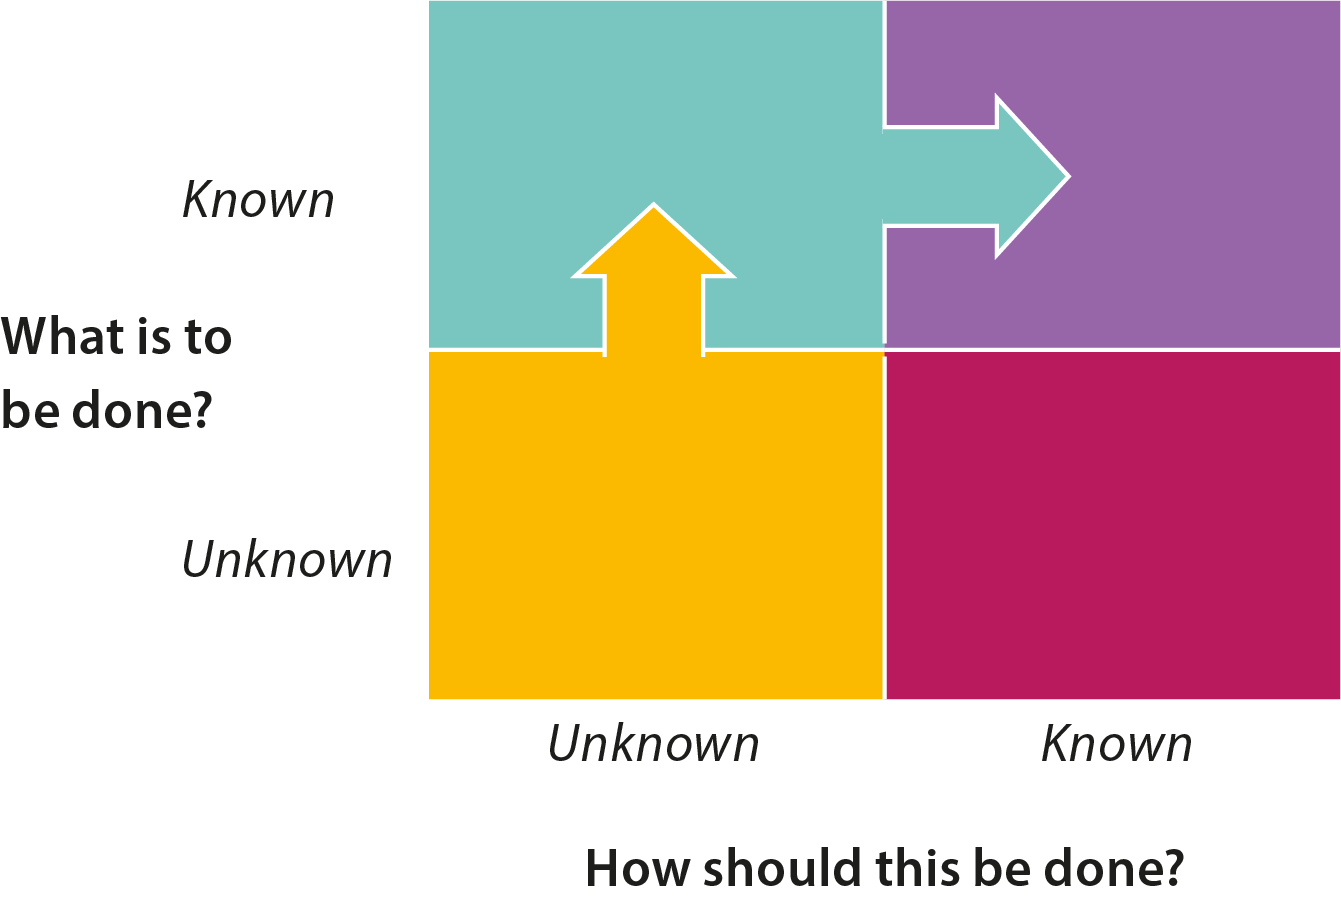 Known
What is to
be done?
Unknown
Unknown
Known
How should this be done?